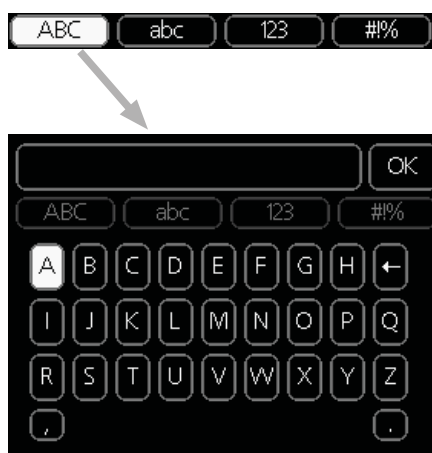 ABC abc 123 #!%
OK
ABC abc 123 #!%
A B C D E F G H ←
I J K L M N O P Q
R S T U V W X Y Z
, .